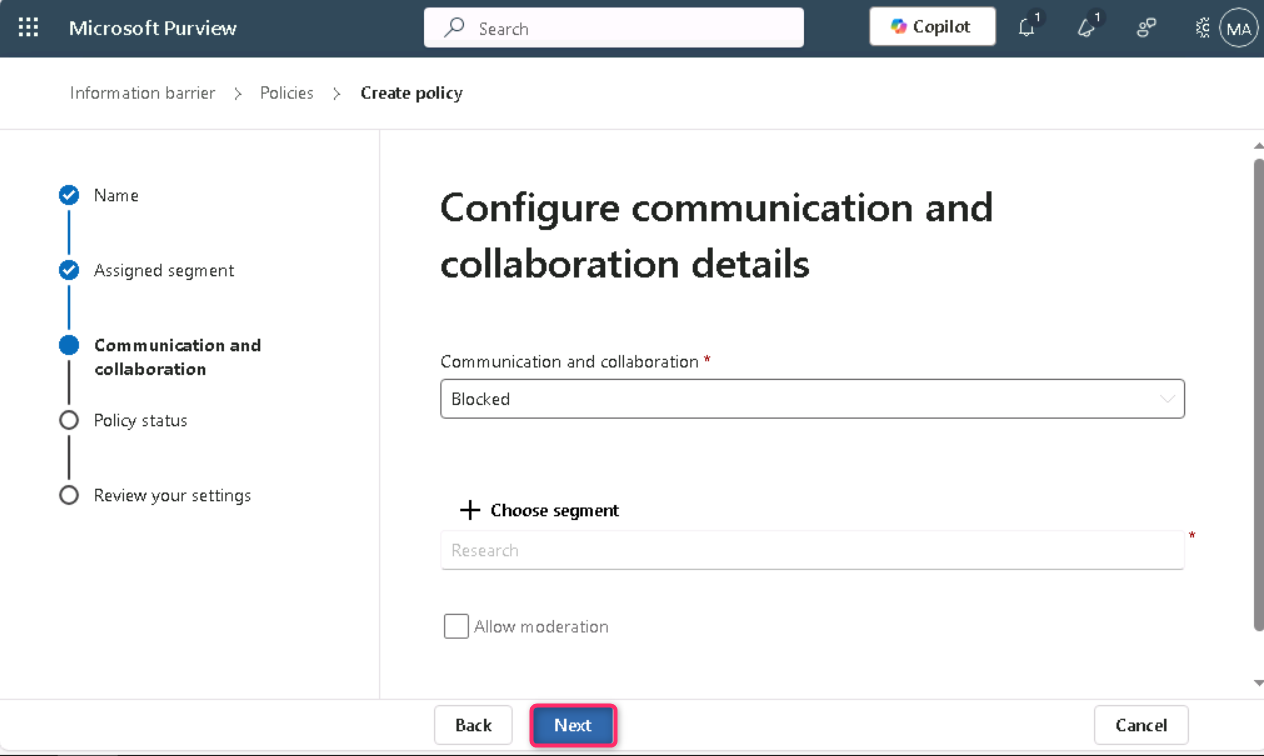 Microsoft Purview
Search
Copilot
1
1
MA
Information barrier > Policies > Create policy
Name
Assigned segment
Communication and
collaboration
Policy status
Review your settings
Configure communication and
collaboration details
Communication and collaboration *
Blocked
+ Choose segment
Research
*
Allow moderation
Back
Next
Cancel